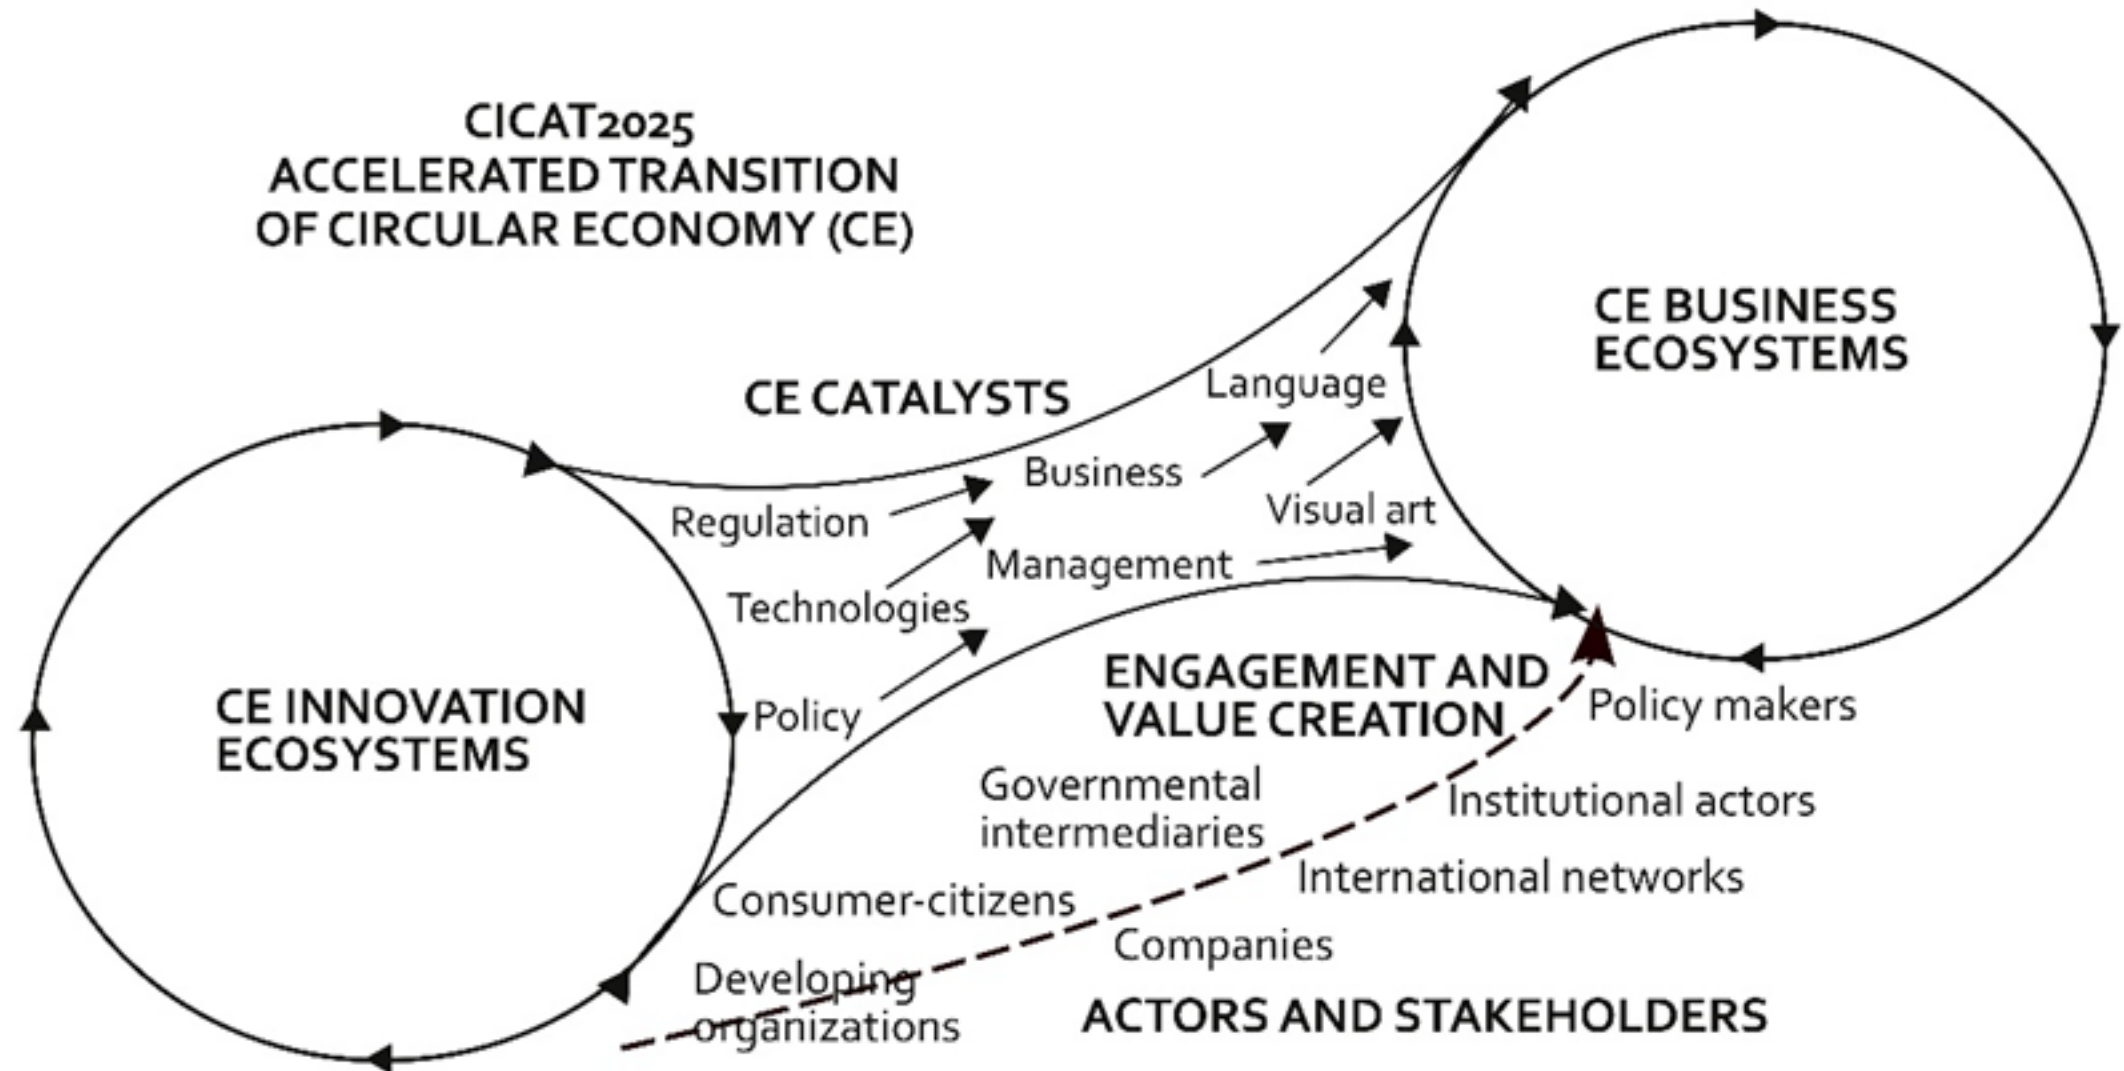 CICAT2025
ACCELERATED TRANSITION
OF CIRCULAR ECONOMY (CE)
CE BUSINESS
ECOSYSTEMS
CE CATALYSTS
Language
Business
Visual art
Regulation
Management
Technologies
Policy
CE INNOVATION
ECOSYSTEMS
ENGAGEMENT AND
VALUE CREATION
Policy makers
Governmental
intermediaries
Institutional actors
International networks
Consumer-citizens
Companies
Developing
organizations
ACTORS AND STAKEHOLDERS